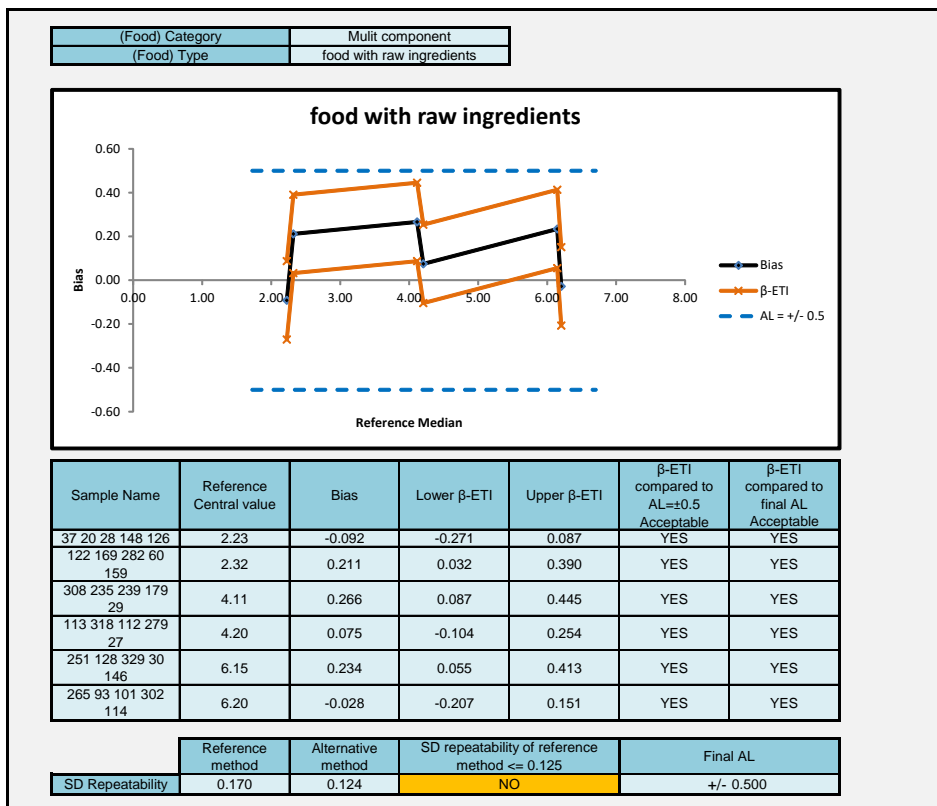 (Food) Category Mulit component
(Food) Type food with raw ingredients
food with raw ingredients
0.60
0.40
0.20
0.00
-0.20
-0.40
-0.60
0.00 1.00 2.00 3.00 4.00 5.00 6.00 7.00 8.00
Bias
Reference Median
Bias
β-ETI
AL = +/- 0.5
Sample Name Reference Central value Bias Lower β-ETI Upper β-ETI β-ETI compared to AL=±0.5 Acceptable β-ETI compared to final AL Acceptable
37 20 28 148 126 2.23 -0.092 -0.271 0.087 YES YES
122 169 282 60 159 2.32 0.211 0.032 0.390 YES YES
308 235 239 179 29 4.11 0.266 0.087 0.445 YES YES
113 318 112 279 27 4.20 0.075 -0.104 0.254 YES YES
251 128 329 30 146 6.15 0.234 0.055 0.413 YES YES
265 93 101 302 114 6.20 -0.028 -0.207 0.151 YES YES
Reference method Alternative method SD repeatability of reference method <= 0.125 Final AL
SD Repeatability 0.170 0.124 NO +/- 0.500